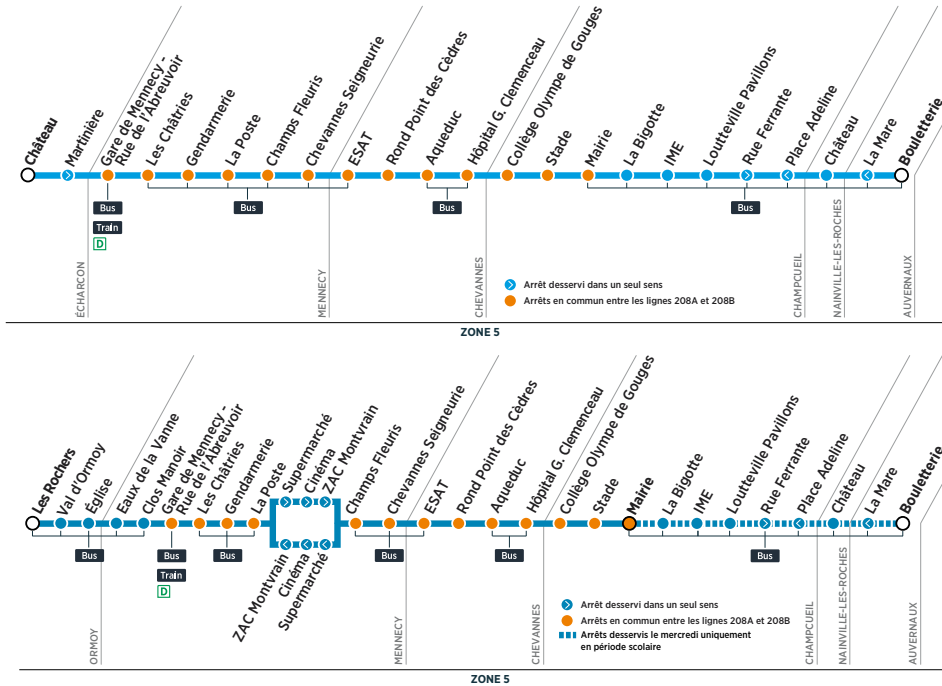 Château
Martinière
Gare de Mennecy -
Rue de l'Abreuvoir
Les Châtries
Gendarmerie
La Poste
Champs Fleuris
Chevannes Seigneurie
ESAT
Rond Point des Cèdres
Aqueduc
Hôpital G. Clemenceau
Collège Olympe de Gouges
Stade
Mairie
La Bigotte
IME
Loutteville Pavillons
Rue Ferrante
Place Adeline
Château
La Mare
Bouletterie
Bus
Train
D
Bus
Bus
Bus
ÉCHARCON
MENNECY
CHEVANNES
CHAMPCUEIL
NAINVILLE-LES-ROCHES
AUVERNAUX
Arrêt desservi dans un seul sens
Arrêts en commun entre les lignes 208A et 208B
ZONE 5
Les Rochers
Val d'Ormoy
Église
Eaux de la Vanne
Clos Manoir
Gare de Mennecy -
Rue de l'Abreuvoir
Les Châtries
Gendarmerie
La Poste
Supermarché
Cinéma
ZAC Montvrain
ZAC Montvrain
Cinéma
Supermarché
Champs Fleuris
Chevannes Seigneurie
ESAT
Rond Point des Cèdres
Aqueduc
Hôpital G. Clemenceau
Collège Olympe de Gouges
Stade
Mairie
La Bigotte
IME
Loutteville Pavillons
Rue Ferrante
Place Adeline
Château
La Mare
Bouletterie
Bus
Bus
Train
D
Bus
Bus
Bus
Bus
ORMOY
MENNECY
CHEVANNES
CHAMPCUEIL
NAINVILLE-LES-ROCHES
AUVERNAUX
Arrêt desservi dans un seul sens
Arrêts en commun entre les lignes 208A et 208B
Arrêts desservis le mercredi uniquement
en période scolaire
ZONE 5